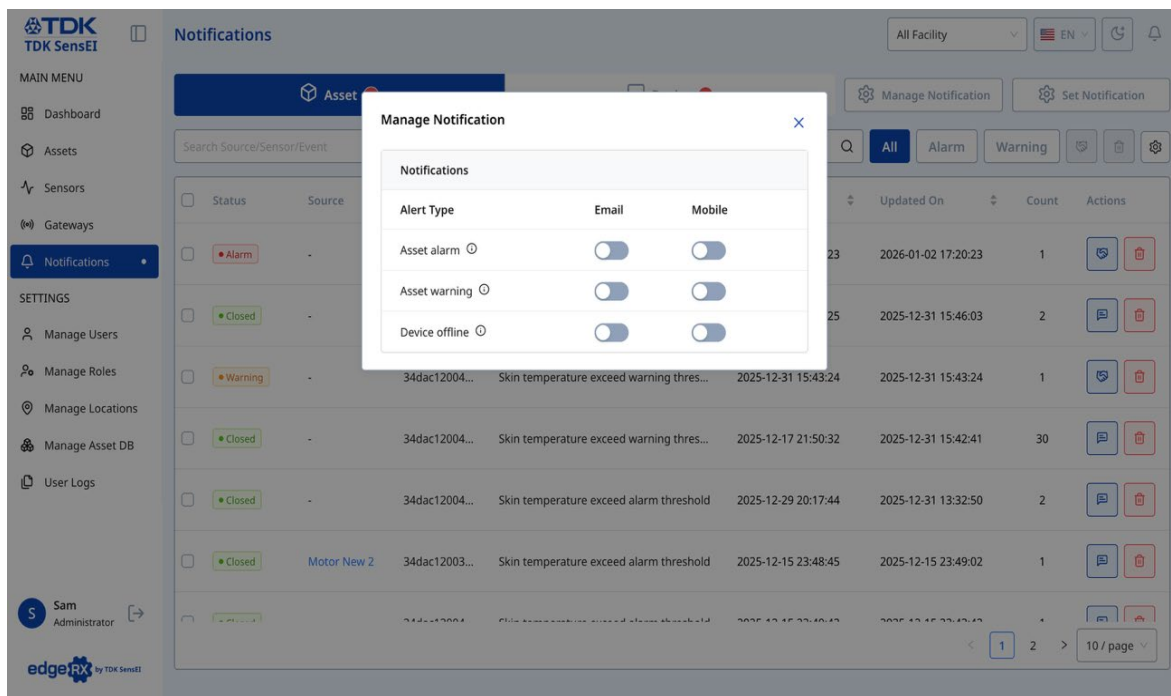 TDK
TDK SensEI
Notifications
All Facility
EN
MAIN MENU
Dashboard
Assets
Sensors
Gateways
Notifications
SETTINGS
Manage Users
Manage Roles
Manage Locations
Manage Asset DB
User Logs
S
Sam
Administrator
edgeRX by TDK SensEI
Asset
Manage Notification
Set Notification
Search Source/Sensor/Event
All
Alarm
Warning
Manage Notification
Notifications
Alert Type Email Mobile
Asset alarm
Asset warning
Device offline
Status Source Updated On Count Actions
Alarm - 23 2026-01-02 17:20:23 1
Closed - 25 2025-12-31 15:46:03 2
Warning - 34dac12004... Skin temperature exceed warning thres... 2025-12-31 15:43:24 2025-12-31 15:43:24 1
Closed - 34dac12004... Skin temperature exceed warning thres... 2025-12-17 21:50:32 2025-12-31 15:42:41 30
Closed - 34dac12004... Skin temperature exceed alarm threshold 2025-12-29 20:17:44 2025-12-31 13:32:50 2
Closed Motor New 2 34dac12003... Skin temperature exceed alarm threshold 2025-12-15 23:48:45 2025-12-15 23:49:02 1
1 2 10 / page